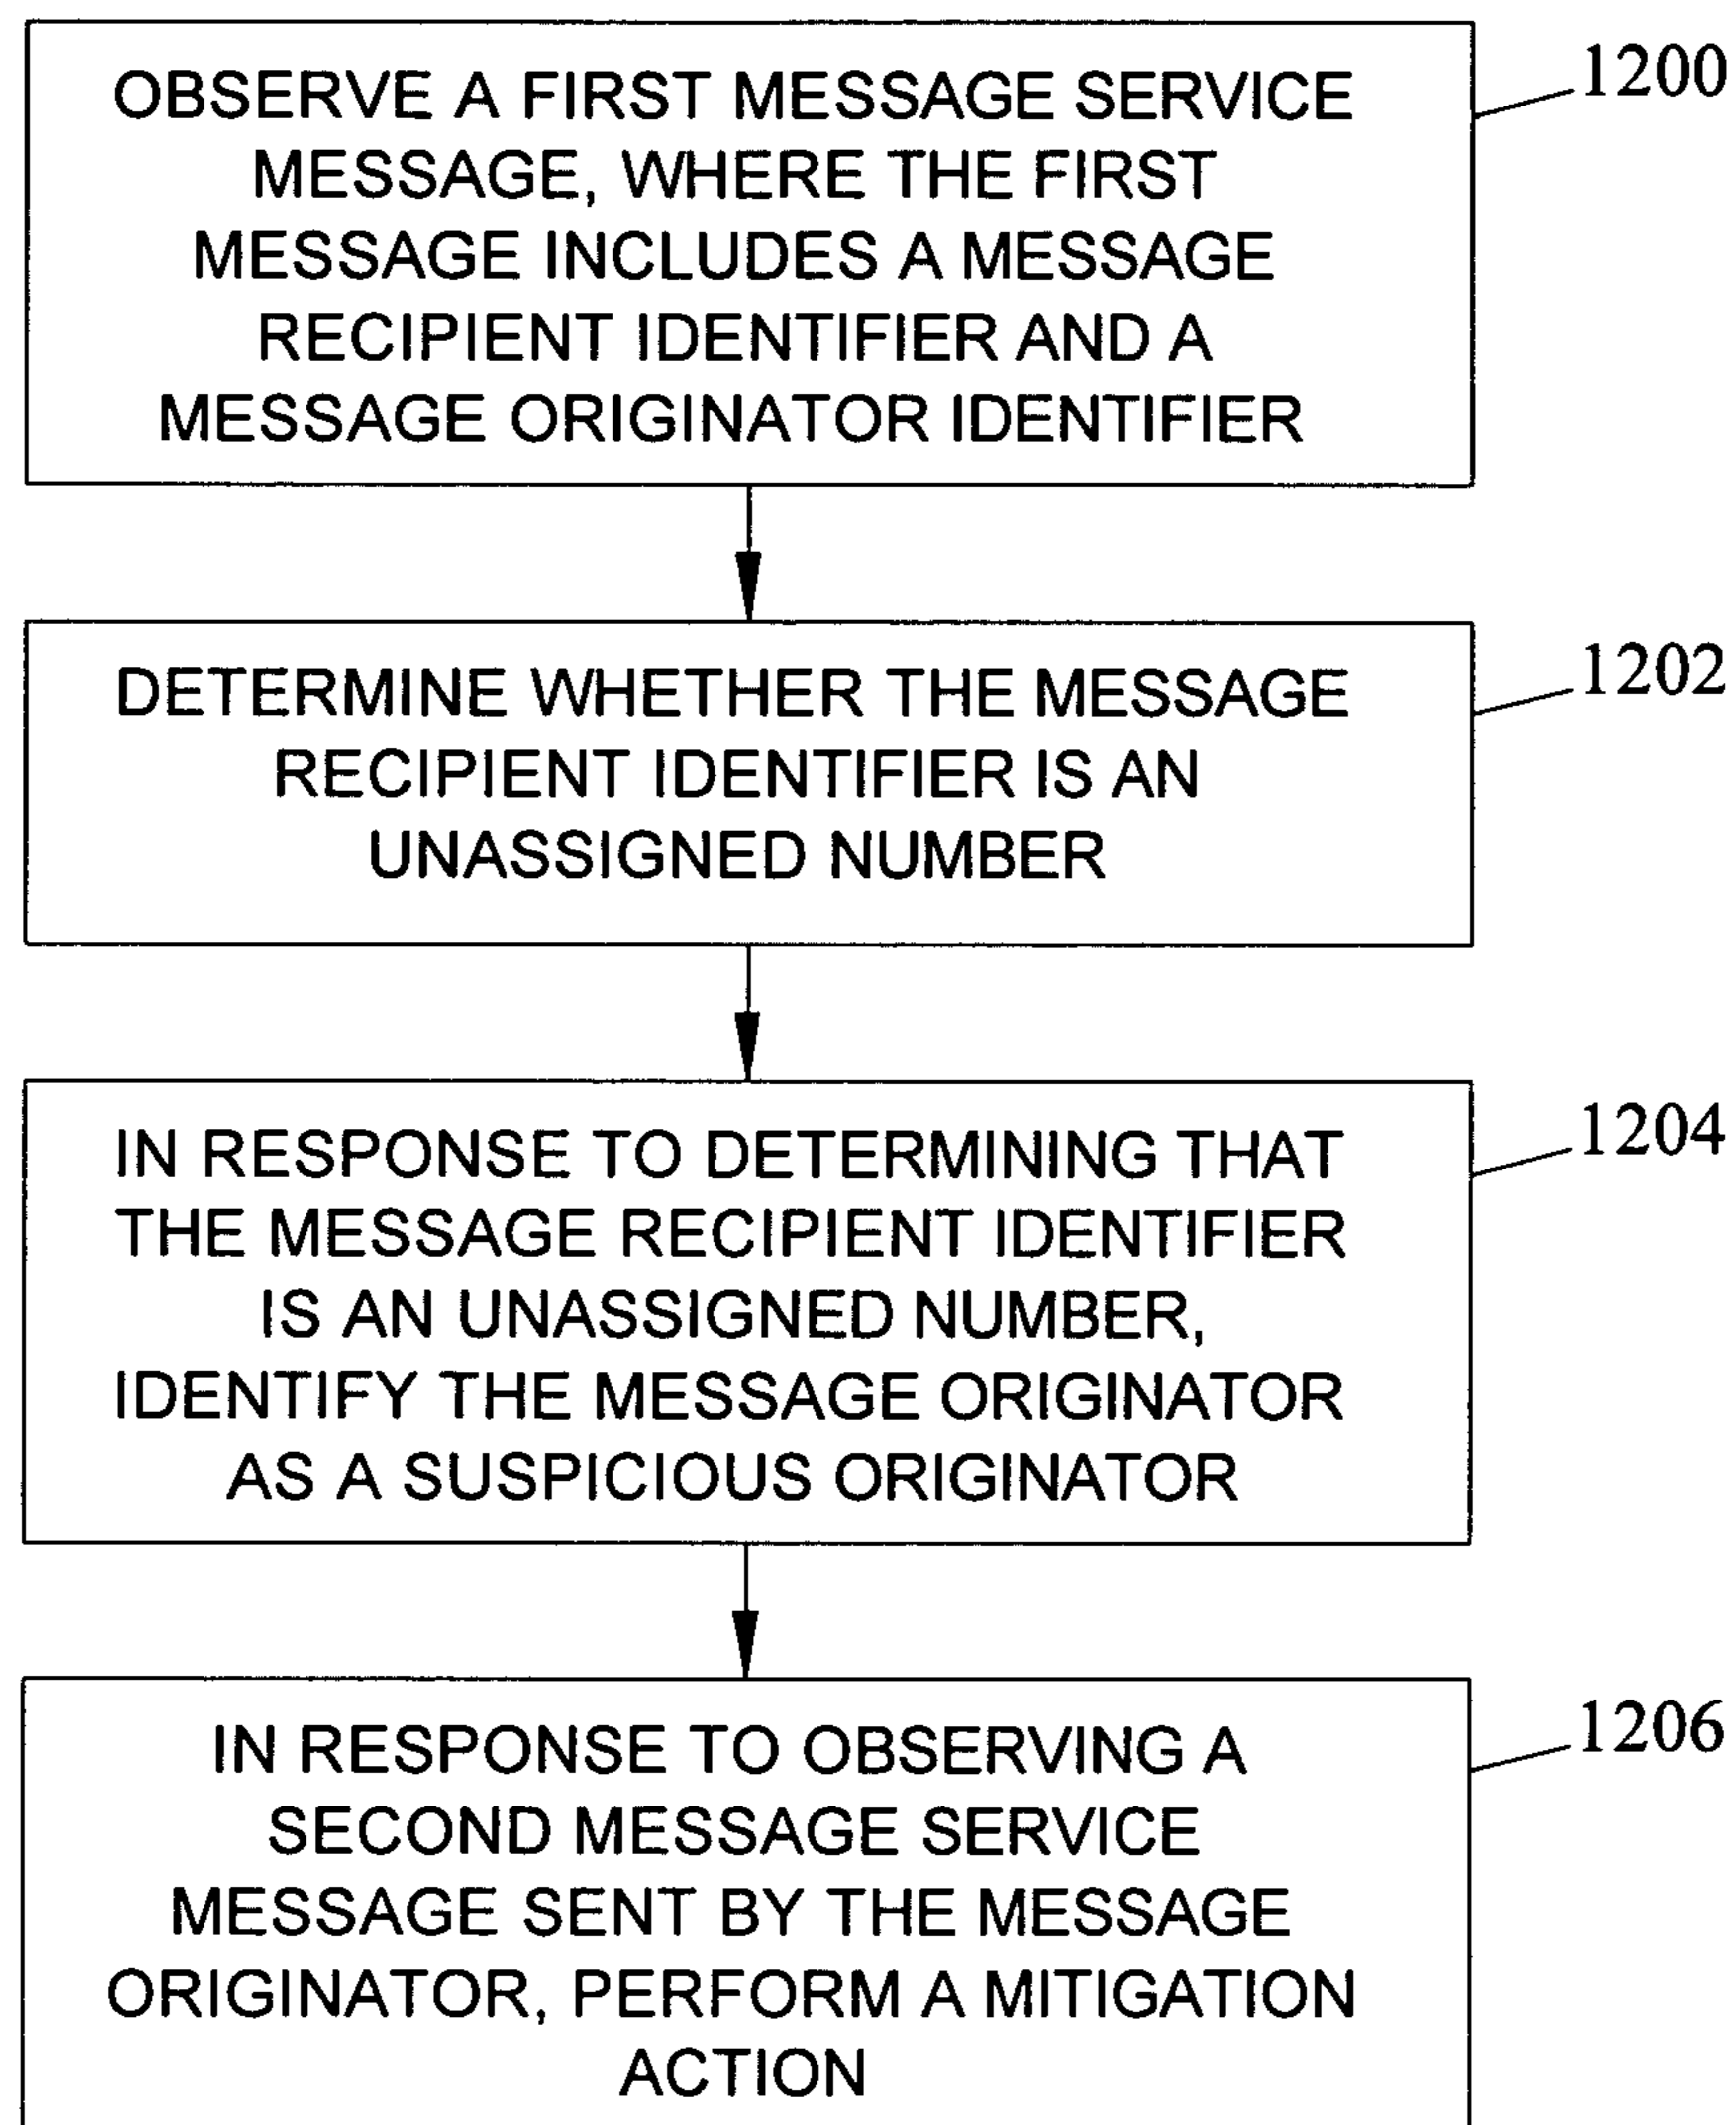 OBSERVE A FIRST MESSAGE SERVICE
MESSAGE, WHERE THE FIRST
MESSAGE INCLUDES A MESSAGE
RECIPIENT IDENTIFIER AND A
MESSAGE ORIGINATOR IDENTIFIER
1200
DETERMINE WHETHER THE MESSAGE
RECIPIENT IDENTIFIER IS AN
UNASSIGNED NUMBER
1202
IN RESPONSE TO DETERMINING THAT
THE MESSAGE RECIPIENT IDENTIFIER
IS AN UNASSIGNED NUMBER,
IDENTIFY THE MESSAGE ORIGINATOR
AS A SUSPICIOUS ORIGINATOR
1204
IN RESPONSE TO OBSERVING A
SECOND MESSAGE SERVICE
MESSAGE SENT BY THE MESSAGE
ORIGINATOR, PERFORM A MITIGATION
ACTION
1206